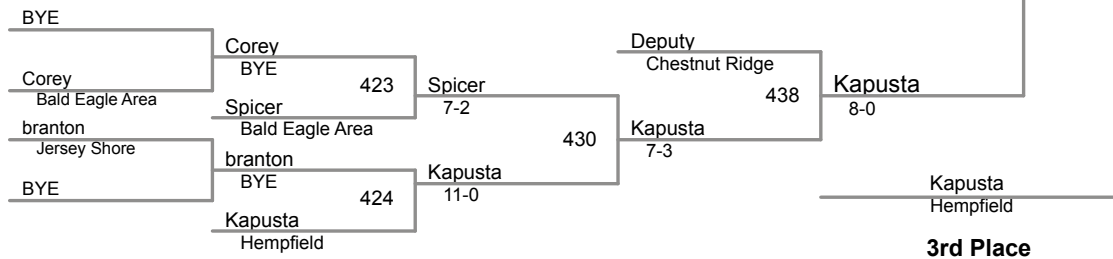 BYE
Corey
Bald Eagle Area
branton
Jersey Shore
BYE
Corey
BYE
423
Spicer
Bald Eagle Area
branton
BYE
424
Kapusta
Hempfield
Spicer
7-2
430
Kapusta
11-0
Deputy
Chestnut Ridge
438
Kapusta
7-3
Kapusta
8-0
Kapusta
Hempfield
3rd Place